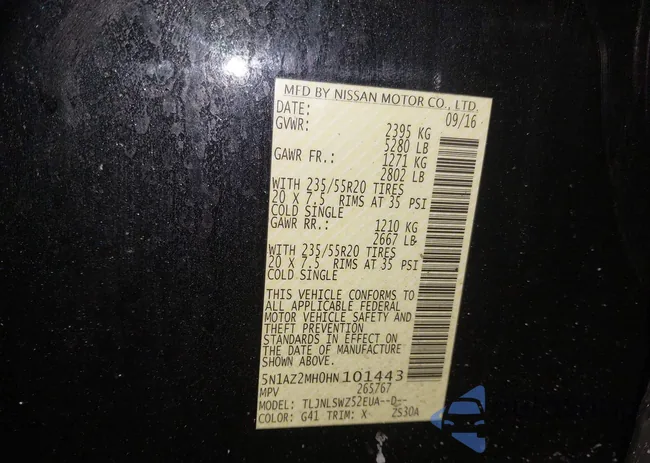 MFD BY NISSAN MOTOR CO., LTD.
DATE: 09/16
GVWR: 2395 KG
5280 LB
GAWR FR.: 1271 KG
2802 LB
WITH 235/55R20 TIRES
20 X 7.5 RIMS AT 35 PSI
COLD SINGLE
GAWR RR.: 1210 KG
2667 LB
WITH 235/55R20 TIRES
20 X 7.5 RIMS AT 35 PSI
COLD SINGLE
THIS VEHICLE CONFORMS TO
ALL APPLICABLE FEDERAL
MOTOR VEHICLE SAFETY AND
THEFT PREVENTION
STANDARDS IN EFFECT ON
THE DATE OF MANUFACTURE
SHOWN ABOVE.
5N1AZ2MH0HN101443
MPV 265767
MODEL: TLJNLSWZ52EUA--D--
COLOR: G41 TRIM: X ZS30A